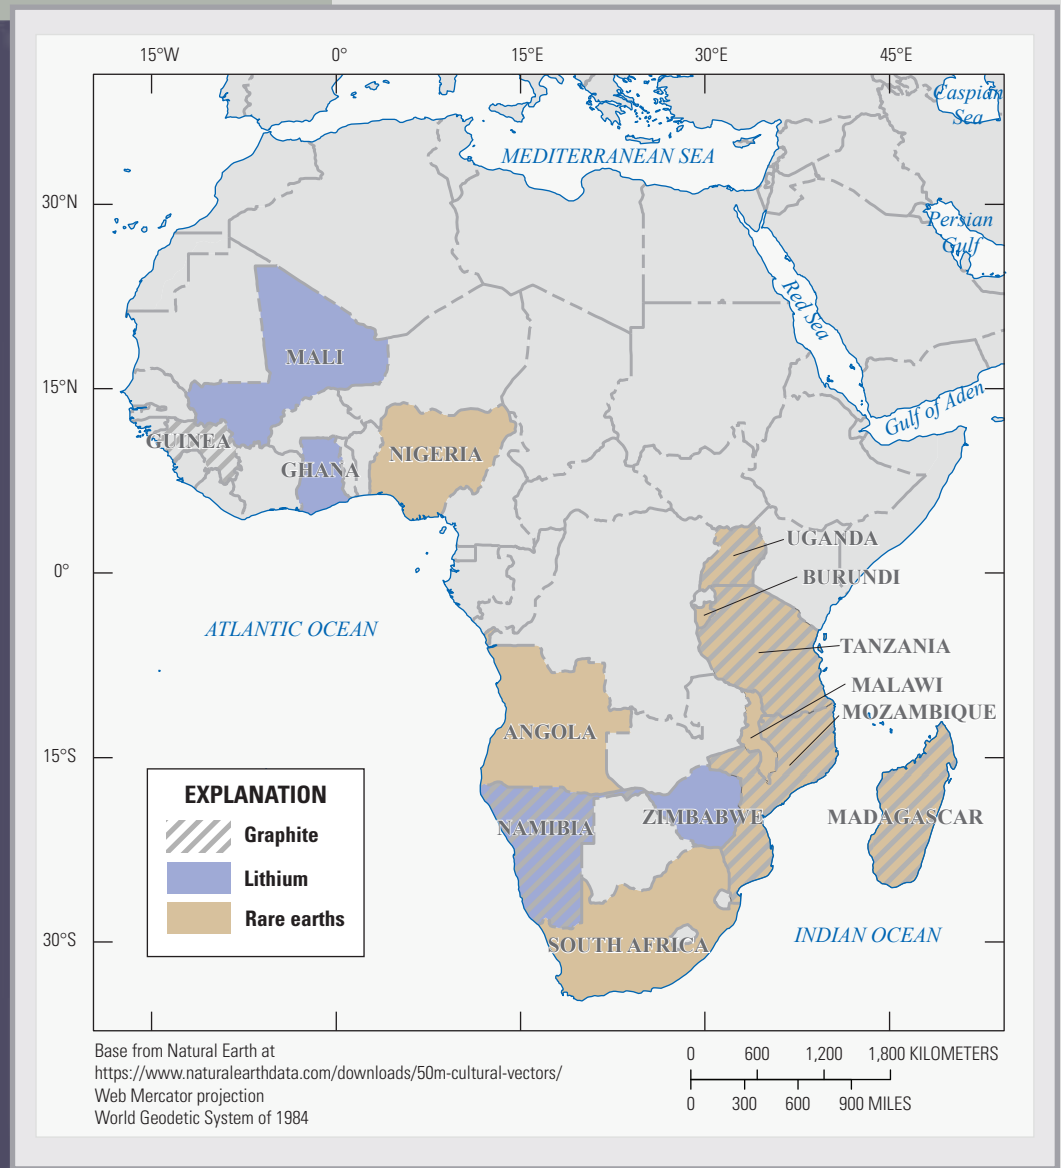 15°W 0° 15°E 30°E 45°E
Caspian
Sea
MEDITERRANEAN SEA
30°N
Persian
Gulf
Red Sea
MALI
15°N
Gulf of Aden
GUINEA
GHANA
NIGERIA
UGANDA
0°
BURUNDI
ATLANTIC OCEAN
TANZANIA
MALAWI
MOZAMBIQUE
ANGOLA
15°S
EXPLANATION
Graphite
Lithium
Rare earths
NAMIBIA
ZIMBABWE
MADAGASCAR
30°S
SOUTH AFRICA
INDIAN OCEAN
Base from Natural Earth at
https://www.naturalearthdata.com/downloads/50m-cultural-vectors/
Web Mercator projection
World Geodetic System of 1984
0 600 1,200 1,800 KILOMETERS
0 300 600 900 MILES